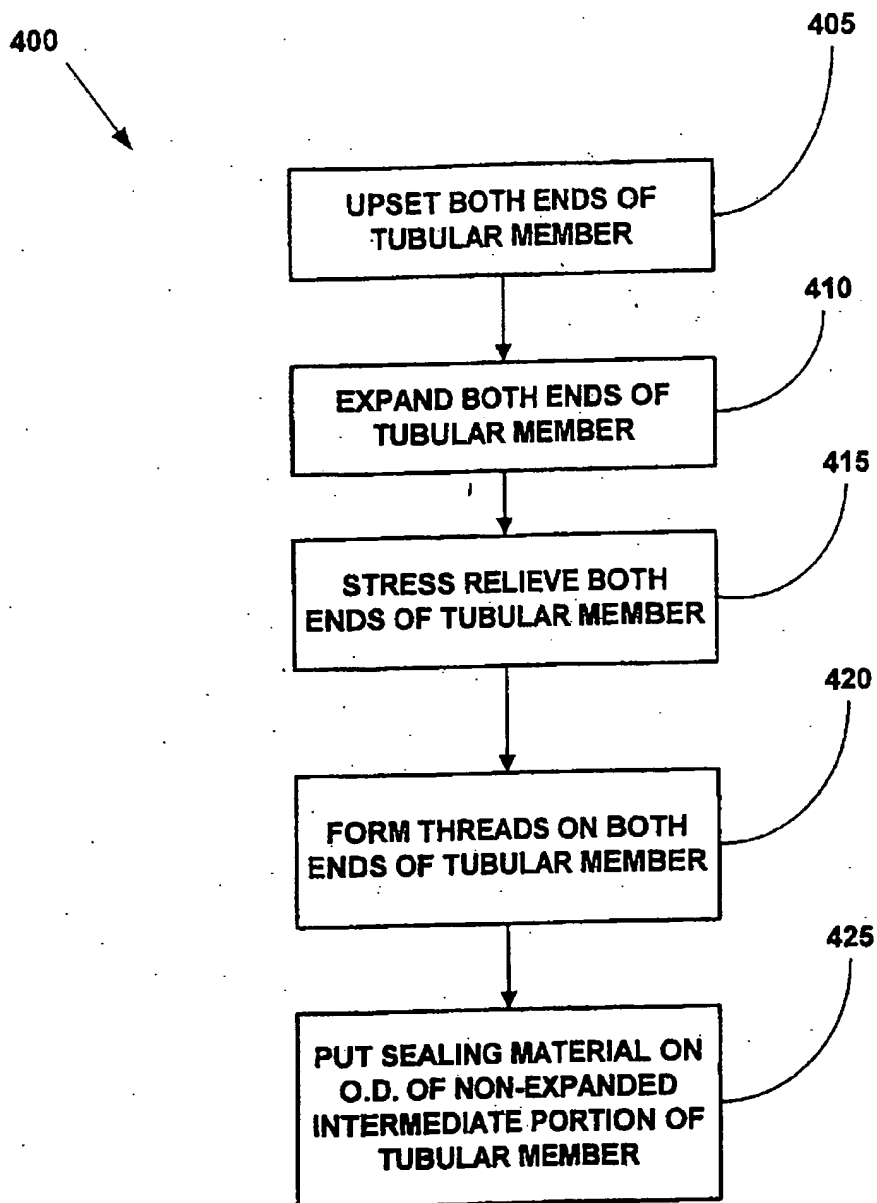 400
405
UPSET BOTH ENDS OF
TUBULAR MEMBER
410
EXPAND BOTH ENDS OF
TUBULAR MEMBER
415
STRESS RELIEVE BOTH
ENDS OF TUBULAR MEMBER
420
FORM THREADS ON BOTH
ENDS OF TUBULAR MEMBER
425
PUT SEALING MATERIAL ON
O.D. OF NON-EXPANDED
INTERMEDIATE PORTION OF
TUBULAR MEMBER